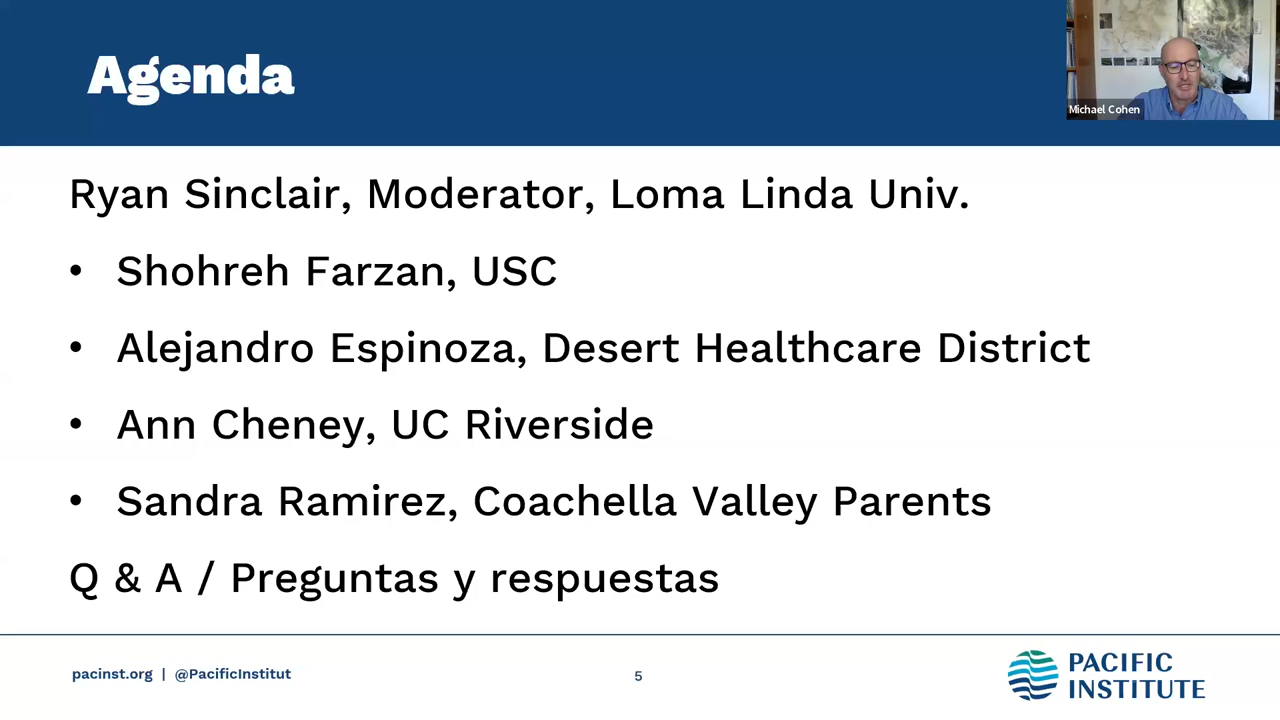 Agenda
Michael Cohen
Ryan Sinclair, Moderator, Loma Linda Univ.
• Shohreh Farzan, USC
• Alejandro Espinoza, Desert Healthcare District
• Ann Cheney, UC Riverside
• Sandra Ramirez, Coachella Valley Parents
Q & A / Preguntas y respuestas
pacinst.org | @PacificInstitut
5
PACIFIC
INSTITUTE